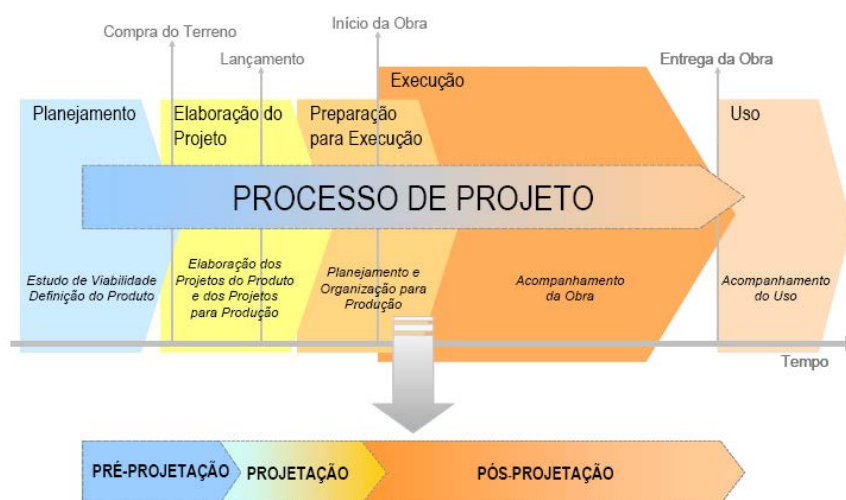 Compra do Terreno
Início da Obra
Lançamento
Entrega da Obra
Planejamento
Elaboração do
Projeto
Preparação
para Execução
Execução
Uso
PROCESSO DE PROJETO
Estudo de Viabilidade
Definição do Produto
Elaboração dos
Projetos do Produto
e dos Projetos
para Produção
Planejamento e
Organização para
Produção
Acompanhamento
da Obra
Acompanhamento
do Uso
Tempo
PRÉ-PROJETAÇÃO
PROJETAÇÃO
PÓS-PROJETAÇÃO